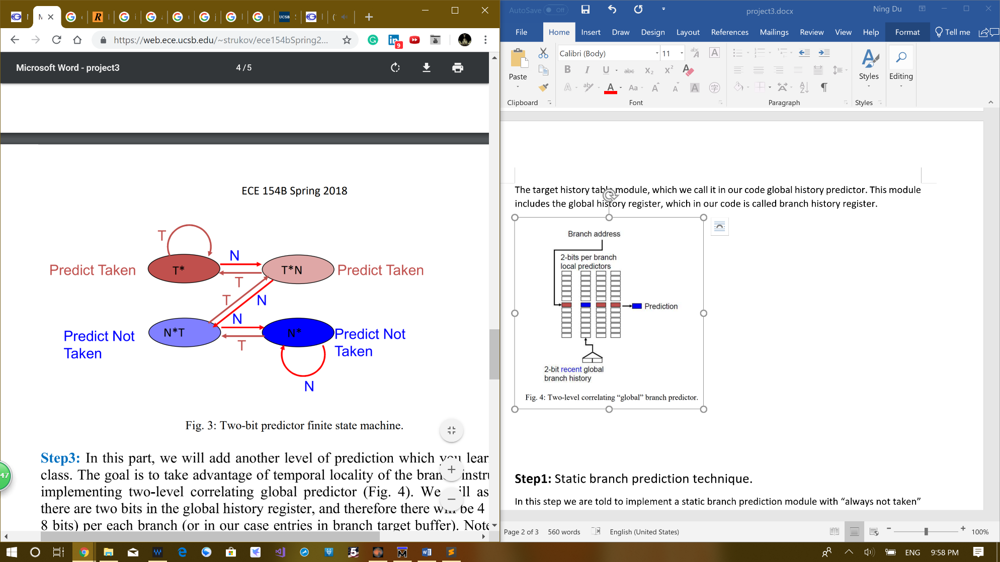 UCSB
https://web.ece.ucsb.edu/~strukov/ece154bSpring2...
9
Microsoft Word - project3
4 / 5
ECE 154B Spring 2018
T
N
Predict Taken
T*
T*N
Predict Taken
T
T
N
N
Predict Not
Taken
N*T
N*
Predict Not
Taken
T
N
Fig. 3: Two-bit predictor finite state machine.
Step3: In this part, we will add another level of prediction which you lear
class. The goal is to take advantage of temporal locality of the bran instru
implementing two-level correlating global predictor (Fig. 4). We ill as
there are two bits in the global history register, and therefore there will be 4
8 bits) per each branch (or in our case entries in branch target buffer). Note
47
AutoSave Off
project3.docx
Ning Du
File Home Insert Draw Design Layout References Mailings Review View Help Format Tell me
Paste
Calibri (Body) 11
Styles
Editing
Clipboard Font Paragraph Styles
The target history table module, which we call it in our code global history predictor. This module
includes the global history register, which in our code is called branch history register.
Branch address
2-bits per branch
local predictors
Prediction
2-bit recent global
branch history
Fig. 4: Two-level correlating “global” branch predictor.
Step1: Static branch prediction technique.
In this step we are told to implement a static branch prediction module with “always not taken”
Page 2 of 3 560 words English (United States) 100%
ENG 9:58 PM